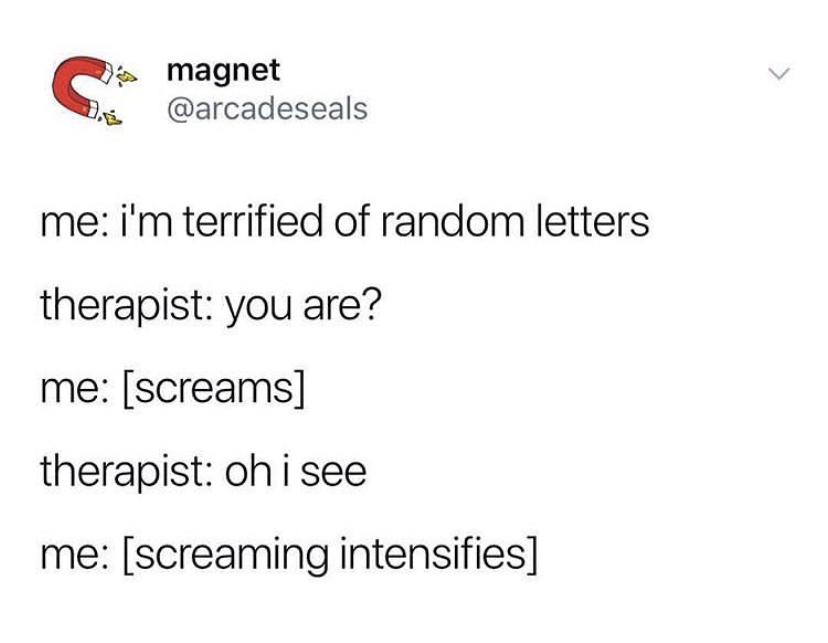 magnet
@arcadeseals
me: i'm terrified of random letters
therapist: you are?
me: [screams]
therapist: oh i see
me: [screaming intensifies]